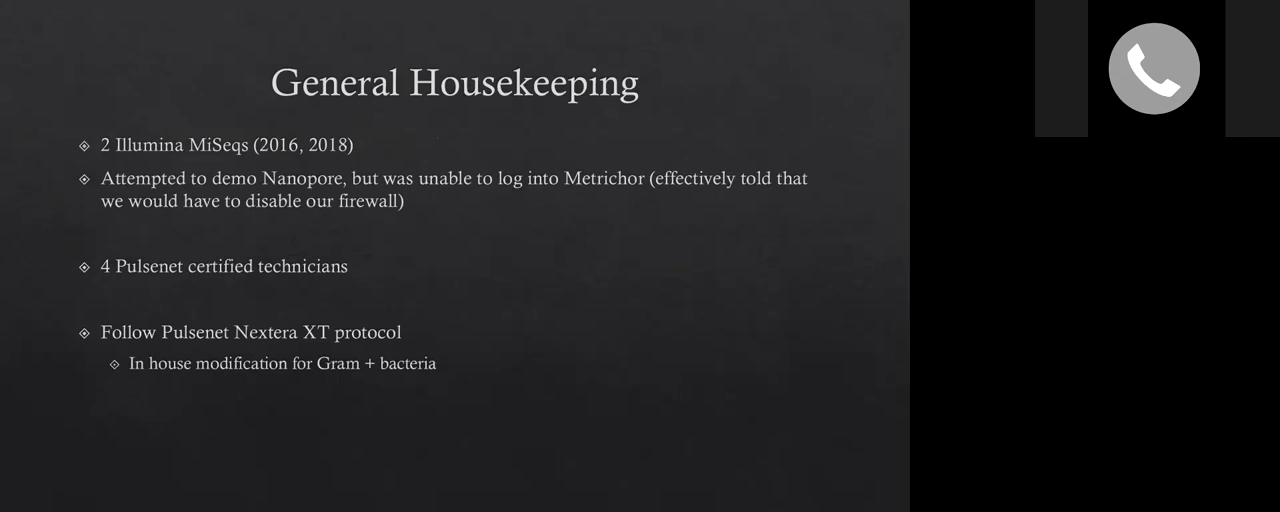 General Housekeeping
2 Illumina MiSeqs (2016, 2018)
Attempted to demo Nanopore, but was unable to log into Metrichor (effectively told that
we would have to disable our firewall)
4 Pulsenet certified technicians
Follow Pulsenet Nextera XT protocol
In house modification for Gram + bacteria